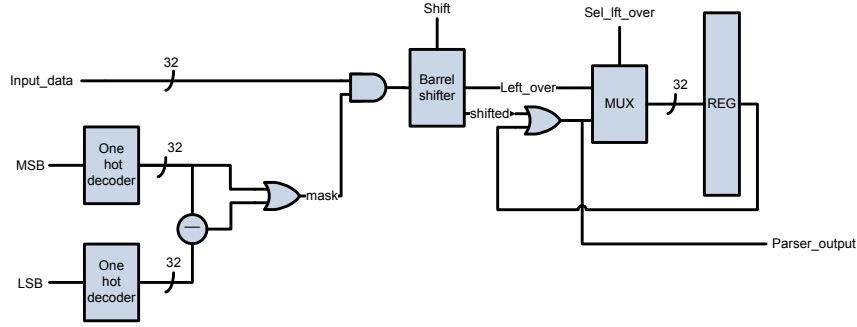 Shift
Sel_lft_over
32
Input_data
Barrel
shifter
Left_over
MUX
32
REG
shifted
32
MSB
One
hot
decoder
mask
Parser_output
32
LSB
One
hot
decoder